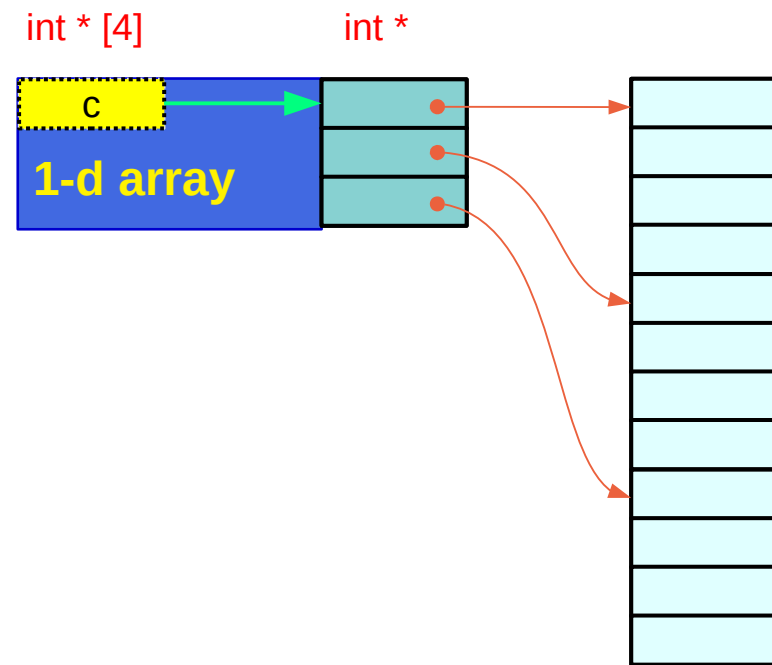 int * [4]
int *
c
1-d array